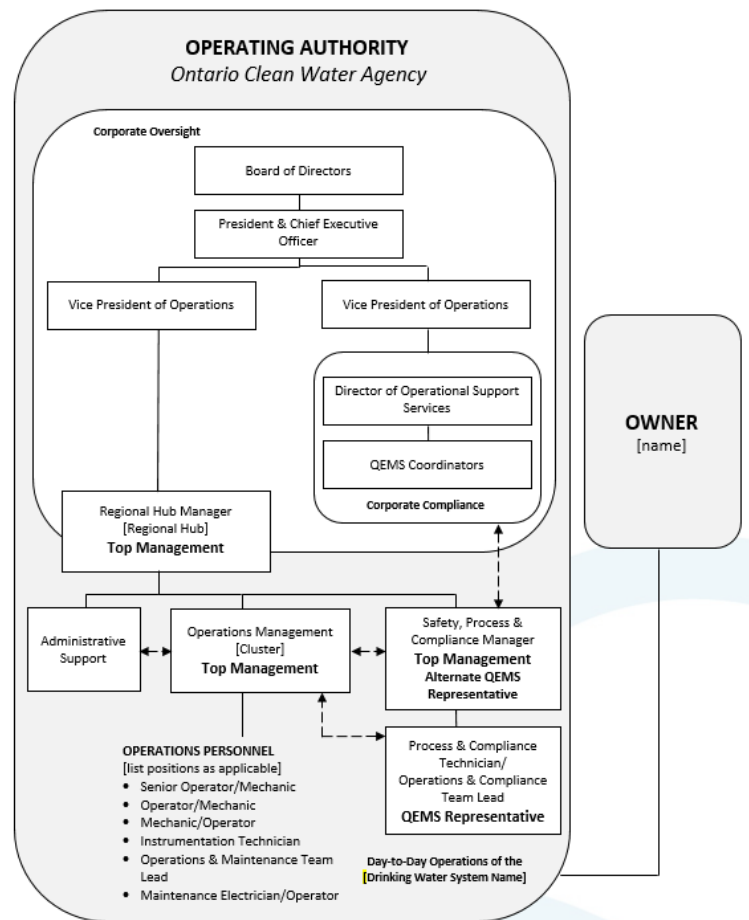 OPERATING AUTHORITY
Ontario Clean Water Agency
Corporate Oversight
Board of Directors
President & Chief Executive
Officer
Vice President of Operations
Vice President of Operations
Director of Operational Support
Services
QEMS Coordinators
Corporate Compliance
OWNER
[name]
Regional Hub Manager
[Regional Hub]
Top Management
Administrative
Support
Operations Management
[Cluster]
Top Management
Safety, Process &
Compliance Manager
Top Management
Alternate QEMS
Representative
Process & Compliance
Technician/
Operations & Compliance
Team Lead
QEMS Representative
OPERATIONS PERSONNEL
[list positions as applicable]
• Senior Operator/Mechanic
• Operator/Mechanic
• Mechanic/Operator
• Instrumentation Technician
• Operations & Maintenance Team
Lead
• Maintenance Electrician/Operator
Day-to-Day Operations of the
[Drinking Water System Name]